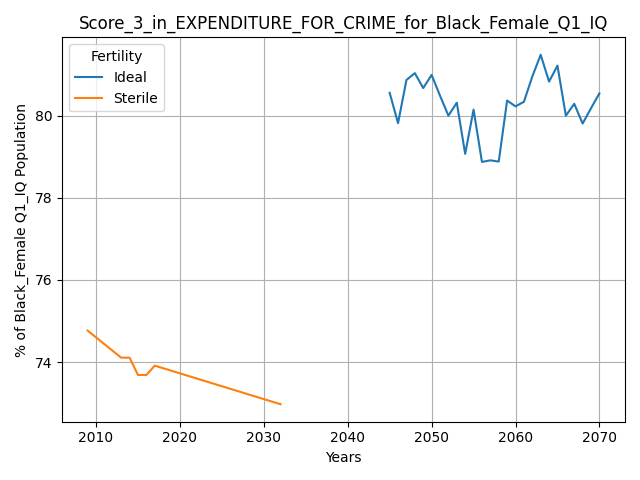 Score_3_in_EXPENDITURE_FOR_CRIME_for_Black_Female_Q1_IQ
Fertility
Ideal
Sterile
% of Black_Female Q1_IQ Population
80
78
76
74
2010 2020 2030 2040 2050 2060 2070
Years